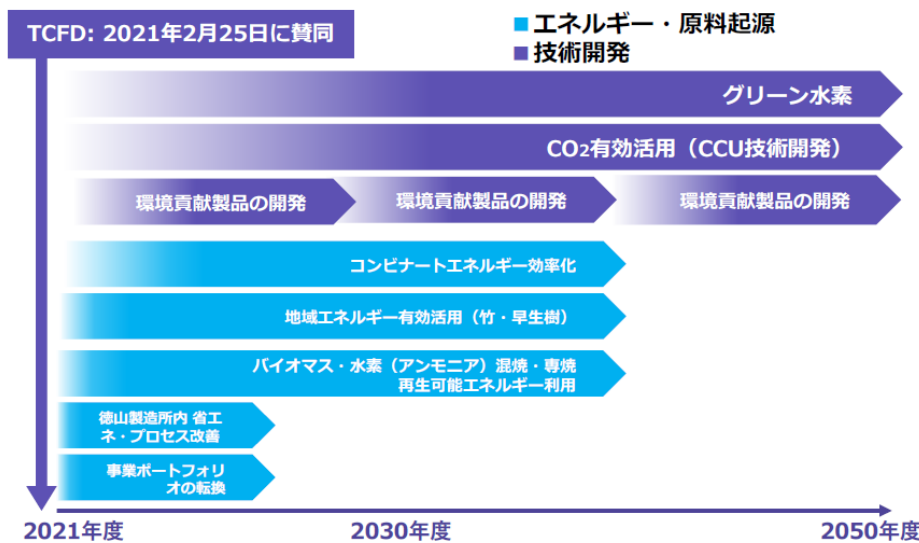 TCFD: 2021年2月25日に賛同
エネルギー・原料起源
技術開発
グリーン水素
CO2有効活用（CCU技術開発）
環境貢献製品の開発
環境貢献製品の開発
環境貢献製品の開発
コンビナートエネルギー効率化
地域エネルギー有効活用（竹・早生樹）
バイオマス・水素（アンモニア）混焼・専焼
再生可能エネルギー利用
徳山製造所内 省エ
ネ・プロセス改善
事業ポートフォリ
オの転換
2021年度
2030年度
2050年度